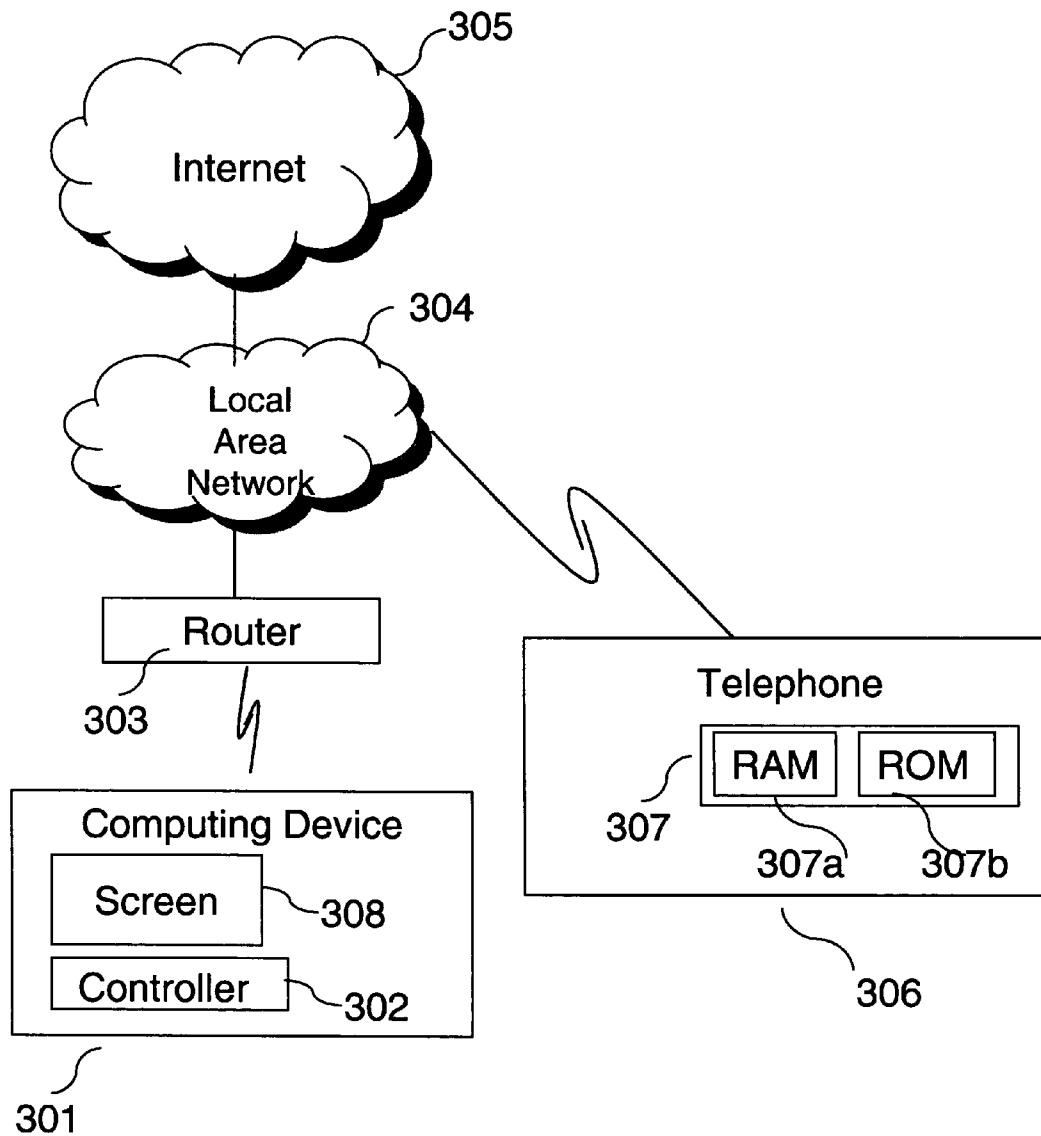 305
Internet
304
Local
Area
Network
Router
303
Telephone
RAM
ROM
307
307a
307b
306
Computing Device
Screen
308
Controller
302
301